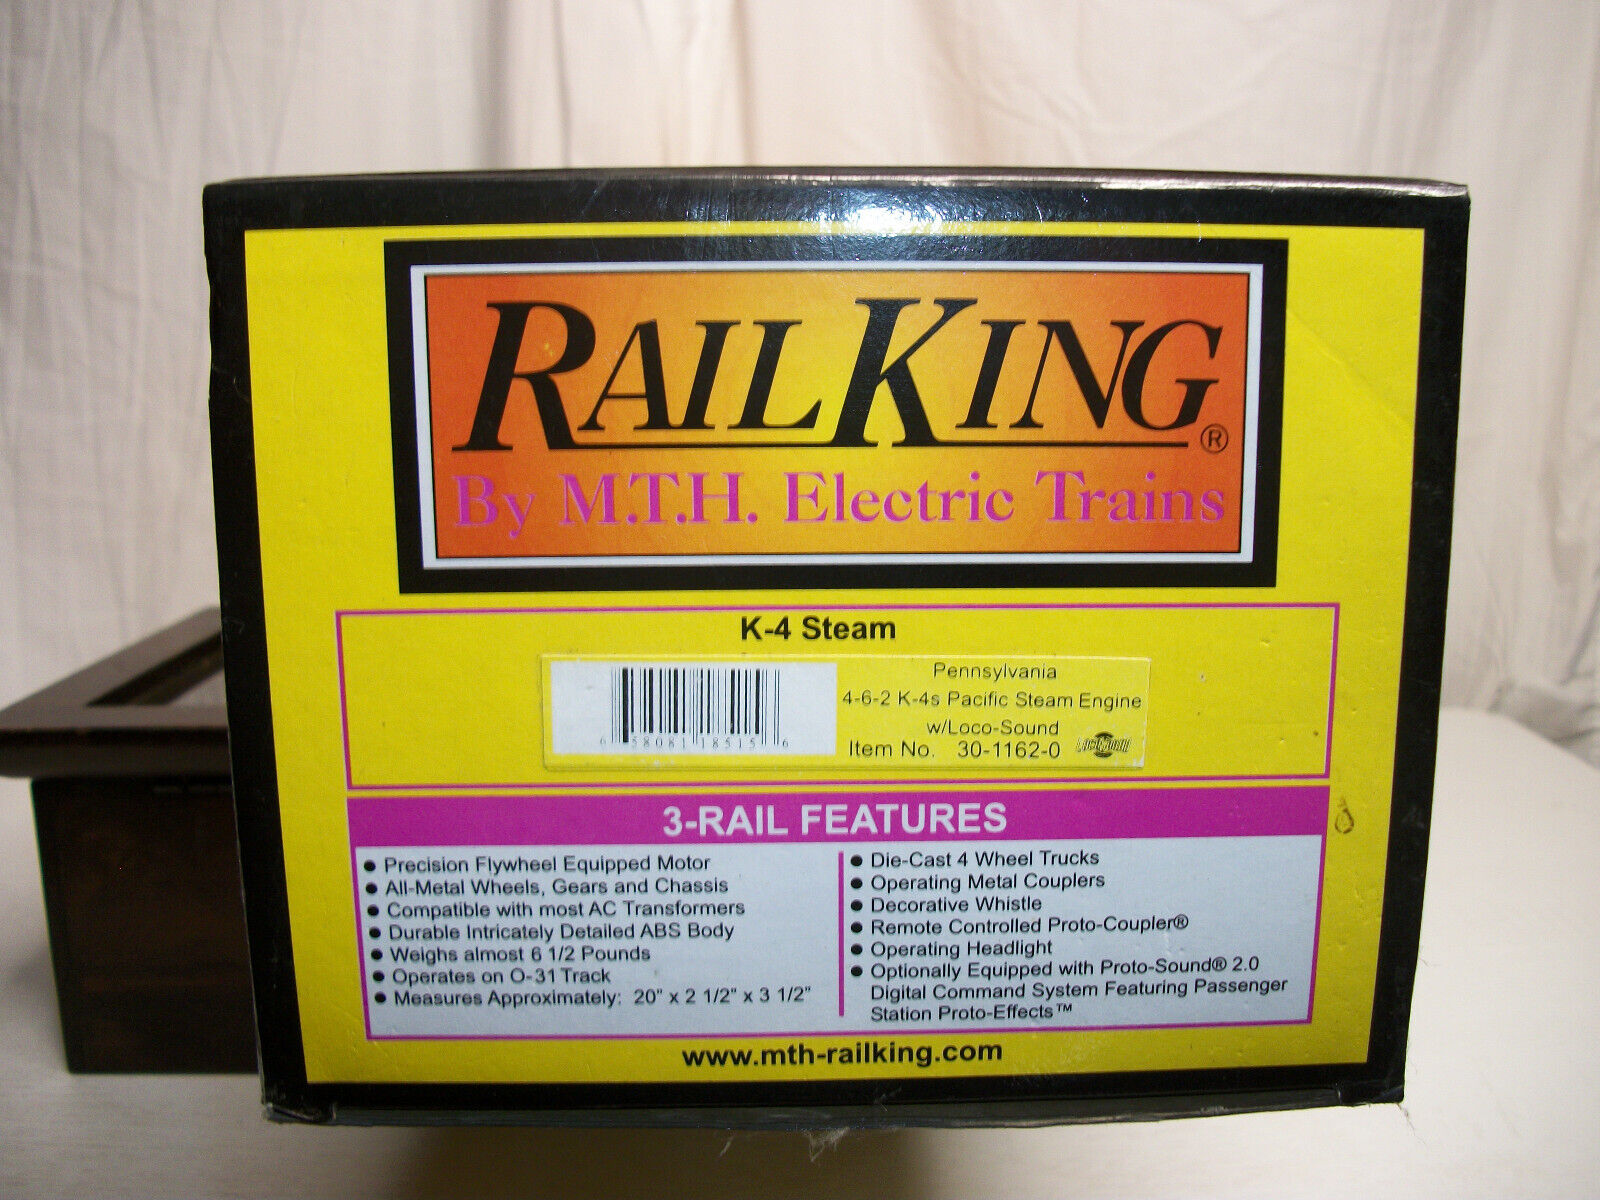 RAILKING®
By M.T.H. Electric Trains
K-4 Steam
Pennsylvania
4-6-2 K-4s Pacific Steam Engine
w/Loco-Sound
Item No. 30-1162-0
6 58081 18515 6
3-RAIL FEATURES
● Precision Flywheel Equipped Motor
● All-Metal Wheels, Gears and Chassis
● Compatible with most AC Transformers
● Durable Intricately Detailed ABS Body
● Weighs almost 6 1/2 Pounds
● Operates on O-31 Track
● Measures Approximately: 20" x 2 1/2" x 3 1/2"
● Die-Cast 4 Wheel Trucks
● Operating Metal Couplers
● Decorative Whistle
● Remote Controlled Proto-Coupler®
● Operating Headlight
● Optionally Equipped with Proto-Sound® 2.0
Digital Command System Featuring Passenger
Station Proto-Effects™
www.mth-railking.com